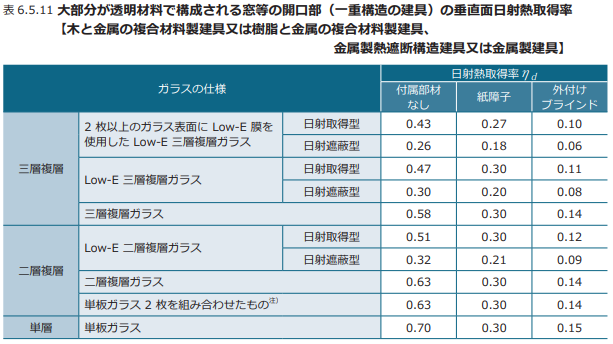 表 6.5.11 大部分が透明材料で構成される窓等の開口部（一重構造の建具）の垂直面日射熱取得率
【木と金属の複合材料製建具又は樹脂と金属の複合材料製建具、
金属製熱遮断構造建具又は金属製建具】
ガラスの仕様 日射熱取得率 ηd
付属部材なし 紙障子 外付けブラインド
三層複層 2 枚以上のガラス表面に Low-E 膜を使用した Low-E 三層複層ガラス 日射取得型 0.43 0.27 0.10
日射遮蔽型 0.26 0.18 0.06
Low-E 三層複層ガラス 日射取得型 0.47 0.30 0.11
日射遮蔽型 0.30 0.20 0.08
三層複層ガラス 0.58 0.30 0.14
二層複層 Low-E 二層複層ガラス 日射取得型 0.51 0.30 0.12
日射遮蔽型 0.32 0.21 0.09
二層複層ガラス 0.63 0.30 0.14
単板ガラス 2 枚を組み合わせたもの注） 0.63 0.30 0.14
単層 単板ガラス 0.70 0.30 0.15